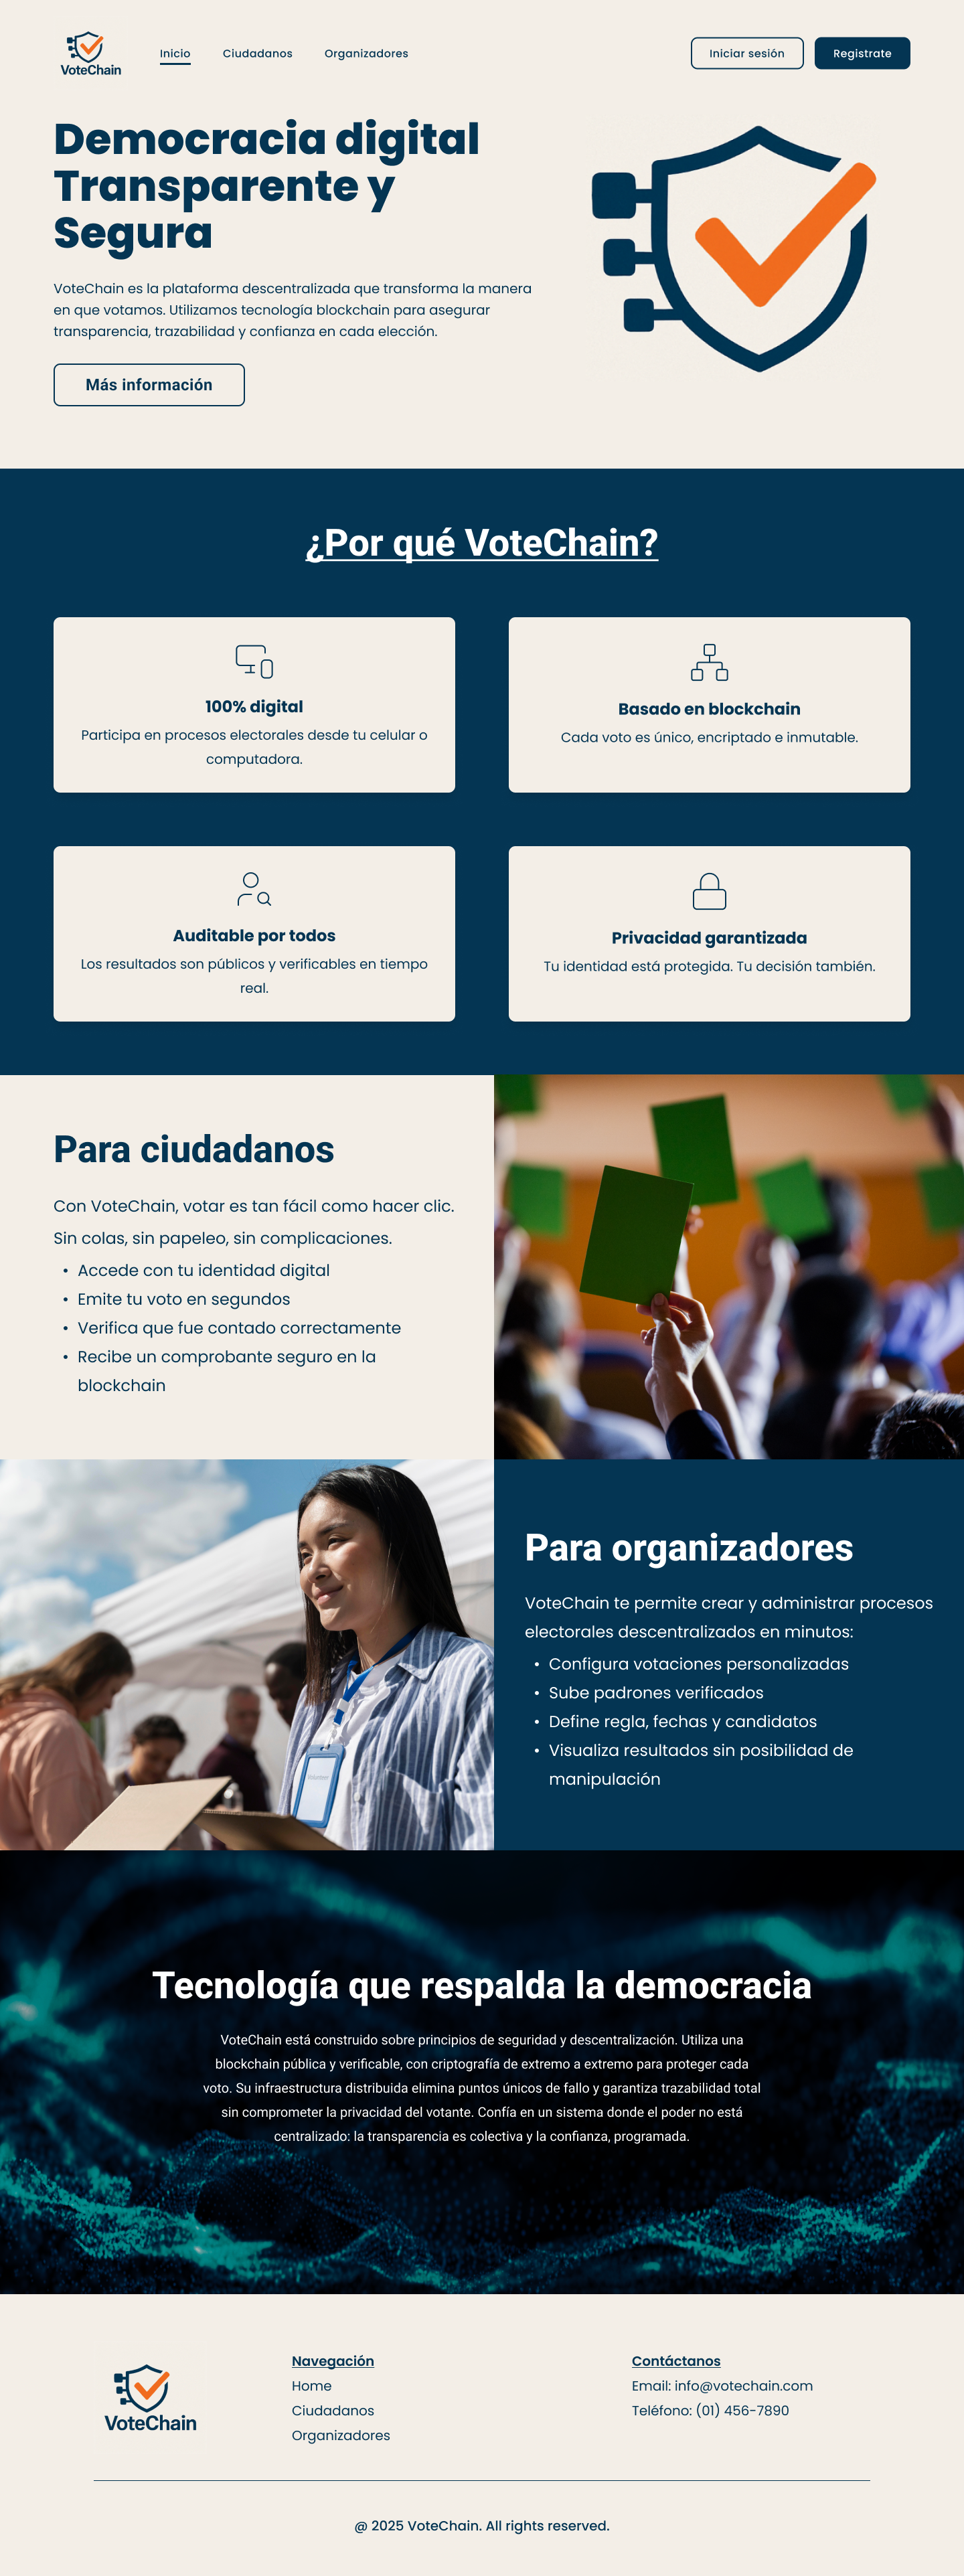 VoteChain
Inicio
Ciudadanos
Organizadores
Iniciar sesión
Registrate
Democracia digital
Transparente y
Segura
VoteChain es la plataforma descentralizada que transforma la manera
en que votamos. Utilizamos tecnología blockchain para asegurar
transparencia, trazabilidad y confianza en cada elección.
Más información
¿Por qué VoteChain?
100% digital
Participa en procesos electorales desde tu celular o
computadora.
Basado en blockchain
Cada voto es único, encriptado e inmutable.
Auditable por todos
Los resultados son públicos y verificables en tiempo
real.
Privacidad garantizada
Tu identidad está protegida. Tu decisión también.
Para ciudadanos
Con VoteChain, votar es tan fácil como hacer clic.
Sin colas, sin papeleo, sin complicaciones.
• Accede con tu identidad digital
• Emite tu voto en segundos
• Verifica que fue contado correctamente
• Recibe un comprobante seguro en la
blockchain
Volunteer
Para organizadores
VoteChain te permite crear y administrar procesos
electorales descentralizados en minutos:
• Configura votaciones personalizadas
• Sube padrones verificados
• Define regla, fechas y candidatos
• Visualiza resultados sin posibilidad de
manipulación
Tecnología que respalda la democracia
VoteChain está construido sobre principios de seguridad y descentralización. Utiliza una
blockchain pública y verificable, con criptografía de extremo a extremo para proteger cada
voto. Su infraestructura distribuida elimina puntos únicos de fallo y garantiza trazabilidad total
sin comprometer la privacidad del votante. Confía en un sistema donde el poder no está
centralizado: la transparencia es colectiva y la confianza, programada.
VoteChain
Navegación
Home
Ciudadanos
Organizadores
Contáctanos
Email: info@votechain.com
Teléfono: (01) 456-7890
@ 2025 VoteChain. All rights reserved.